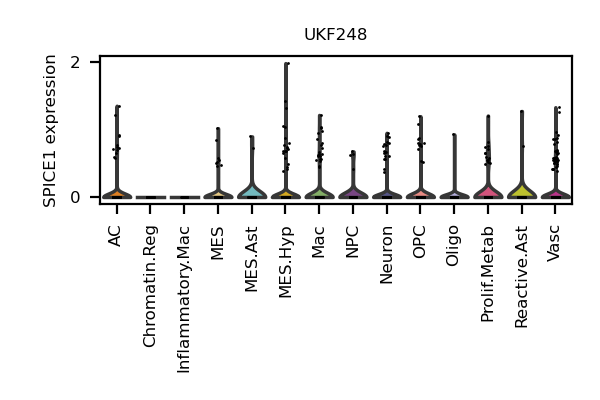 UKF248
SPICE1 expression
2
0
AC
Chromatin.Reg
Inflammatory.Mac
MES
MES.Ast
MES.Hyp
Mac
NPC
Neuron
OPC
Oligo
Prolif.Metab
Reactive.Ast
Vasc